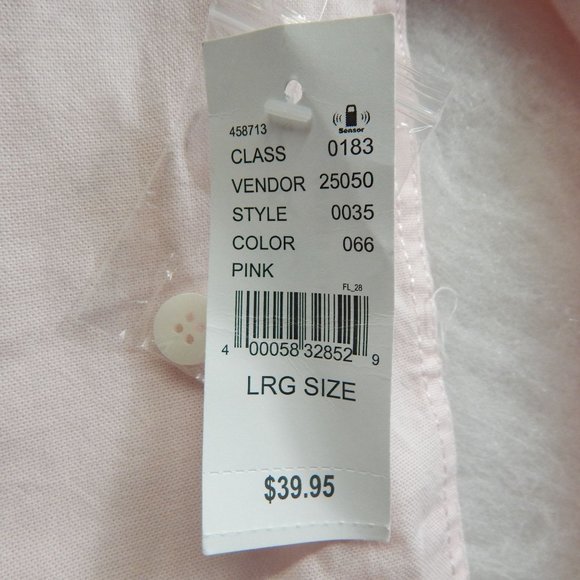 458713
Sensor
CLASS 0183
VENDOR 25050
STYLE 0035
COLOR 066
PINK
FL_28
4 00058 32852 9
LRG SIZE
$39.95